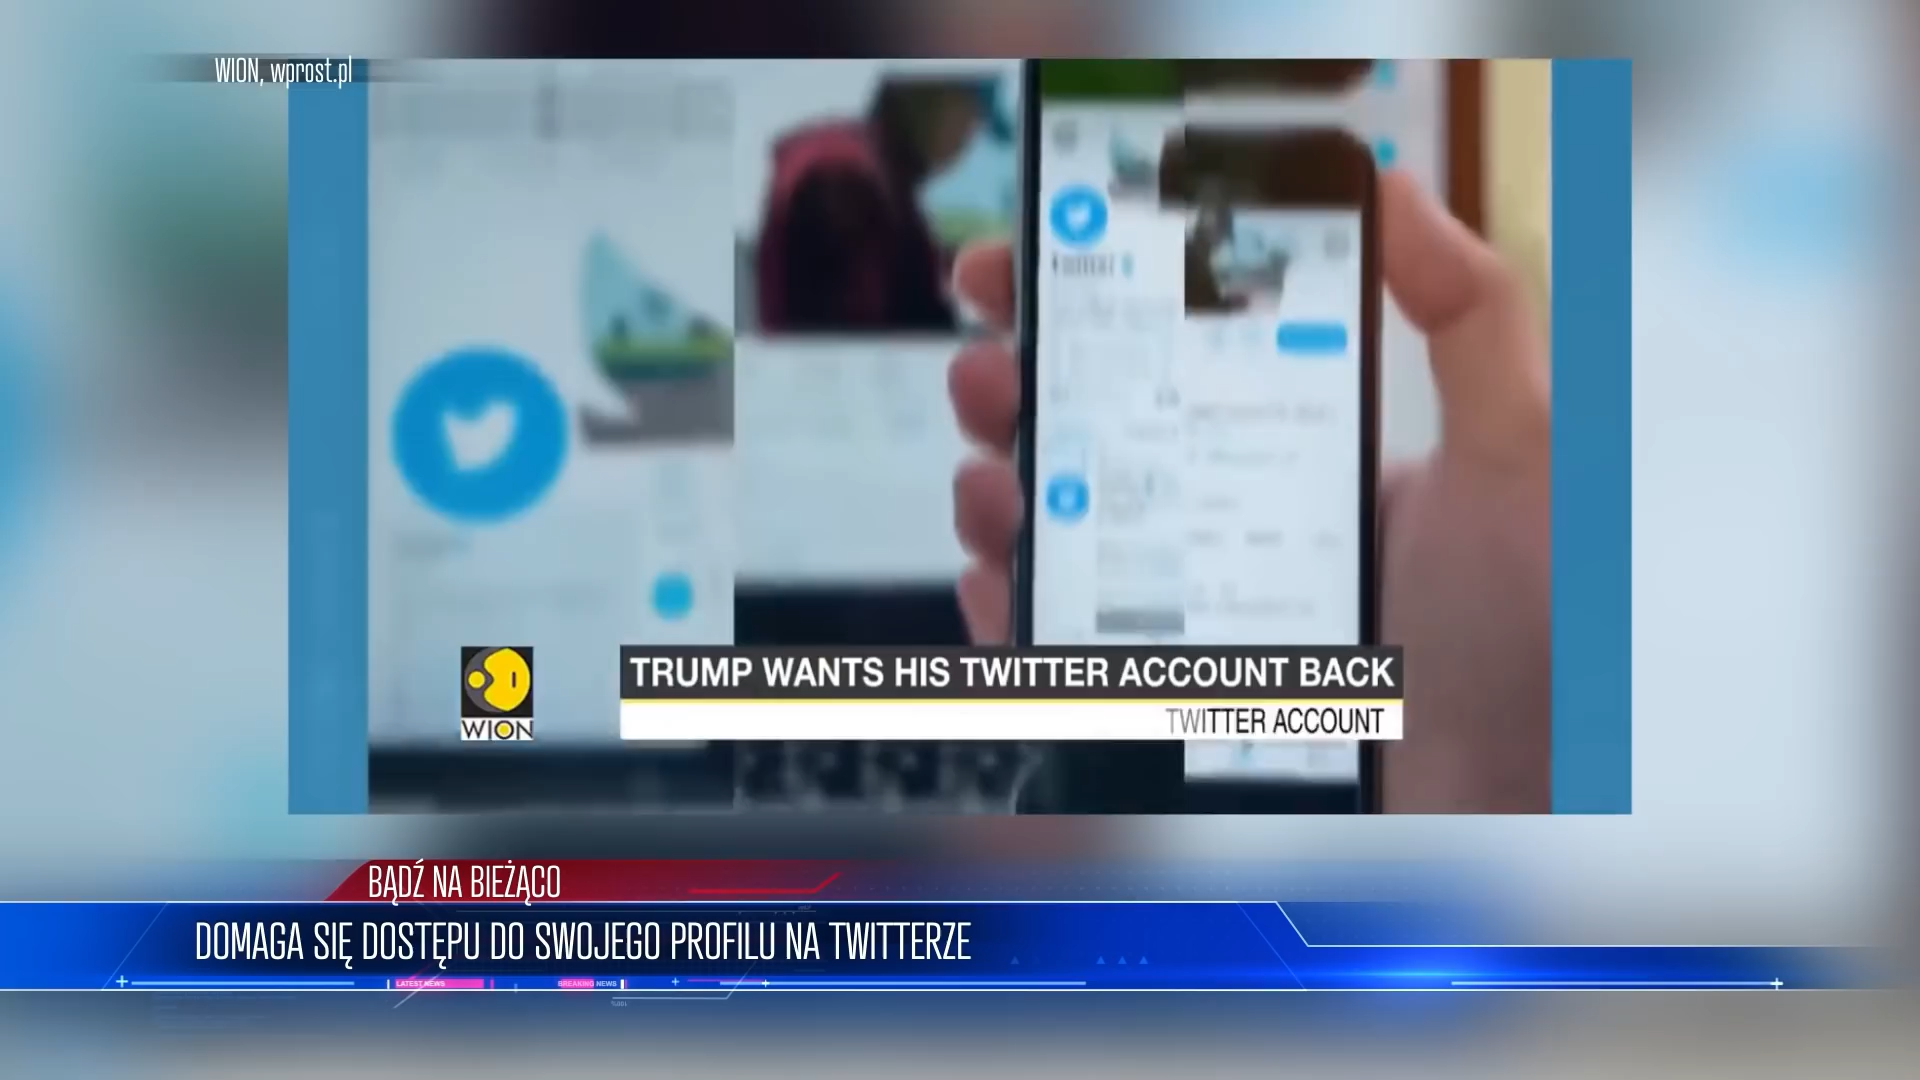 WION, wprost.pl
WION
TRUMP WANTS HIS TWITTER ACCOUNT BACK
TWITTER ACCOUNT
BĄDŹ NA BIEŻĄCO
DOMAGA SIĘ DOSTĘPU DO SWOJEGO PROFILU NA TWITTERZE
LATEST NEWS
BREAKING NEWS